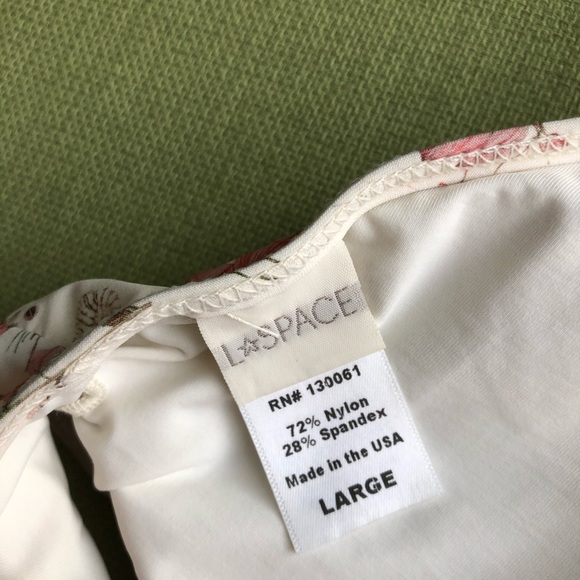 L☆SPACE
RN# 130061
72% Nylon
28% Spandex
Made in the USA
LARGE